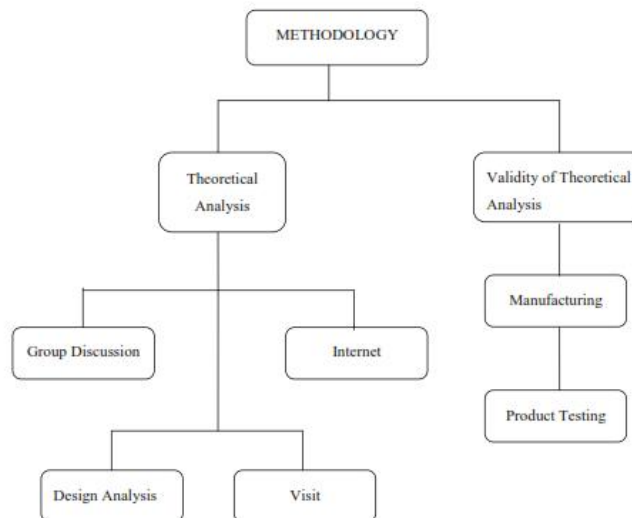 METHODOLOGY
Theoretical
Analysis
Validity of Theoretical
Analysis
Manufacturing
Group Discussion
Internet
Product Testing
Design Analysis
Visit